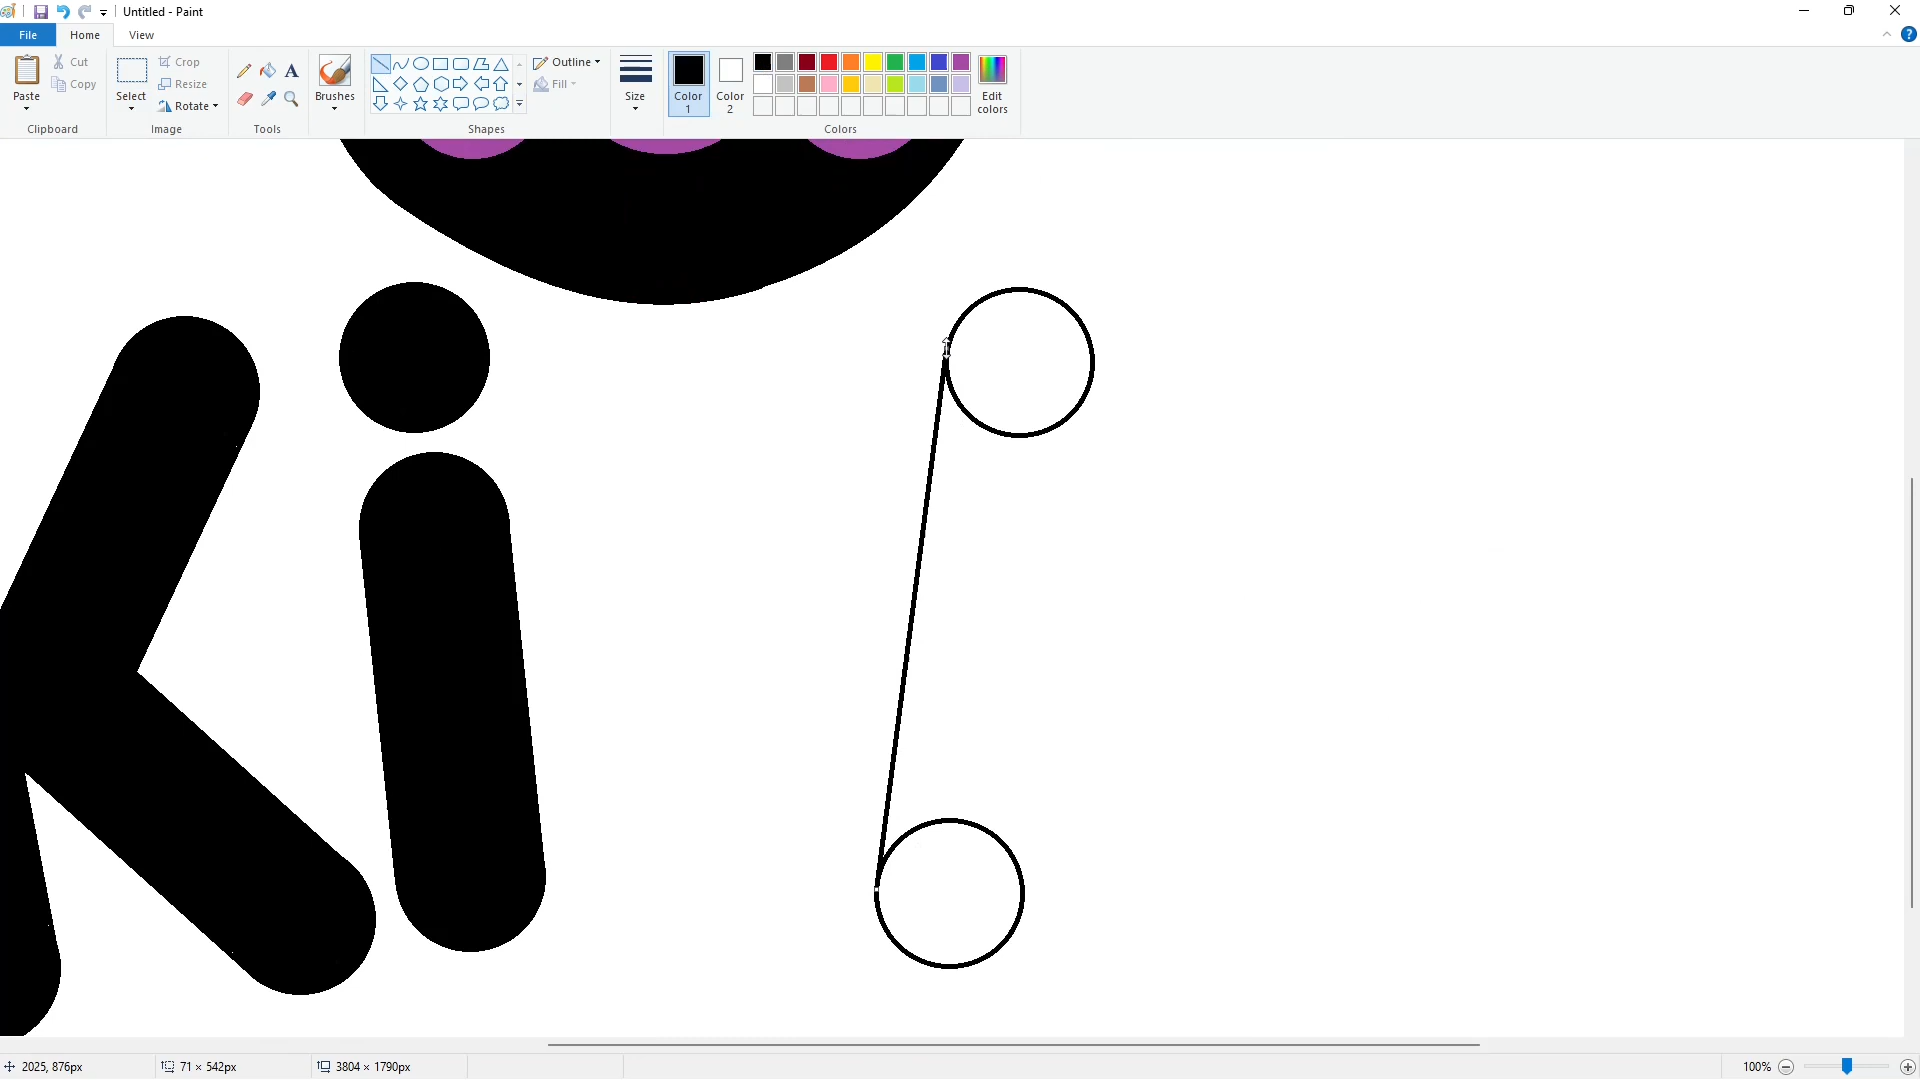 Untitled - Paint
File
Home
View
Paste
Cut
Copy
Clipboard
Select
Crop
Resize
Rotate
Image
A
Tools
Brushes
Outline
Fill
Shapes
Size
Color
1
Color
2
Edit
colors
Colors
?
ki
2025, 876px
71 × 542px
3804 × 1790px
100%